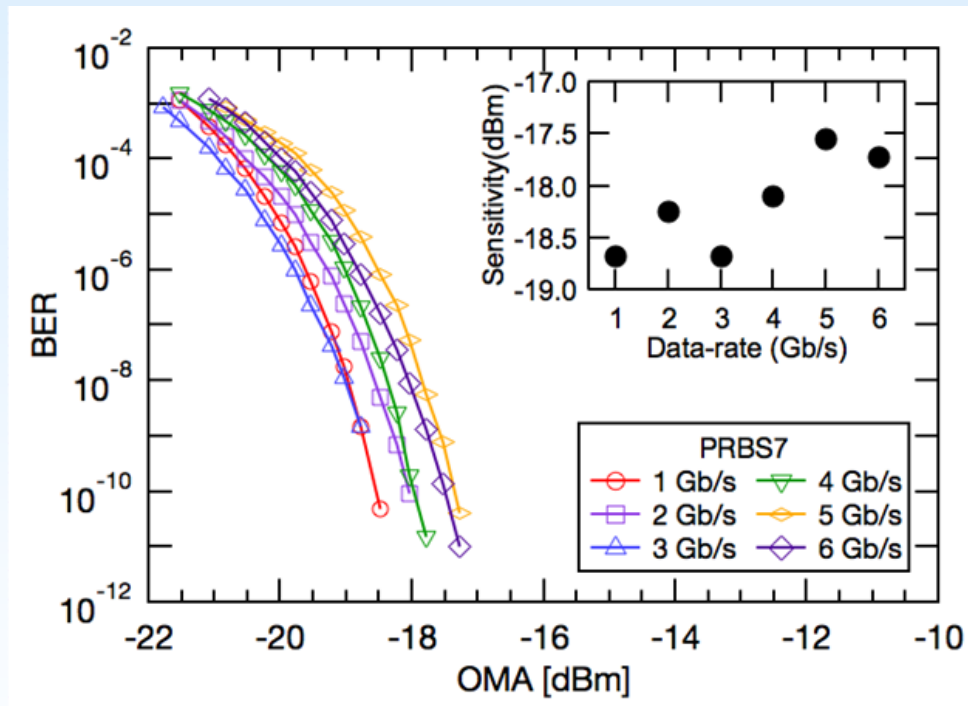 10^-2
10^-4
10^-6
10^-8
10^-10
10^-12
BER
-22
-20
-18
-16
-14
-12
-10
OMA [dBm]
-17.0
-17.5
-18.0
-18.5
-19.0
Sensitivity(dBm)
1 2 3 4 5 6
Data-rate (Gb/s)
PRBS7
1 Gb/s 4 Gb/s
2 Gb/s 5 Gb/s
3 Gb/s 6 Gb/s